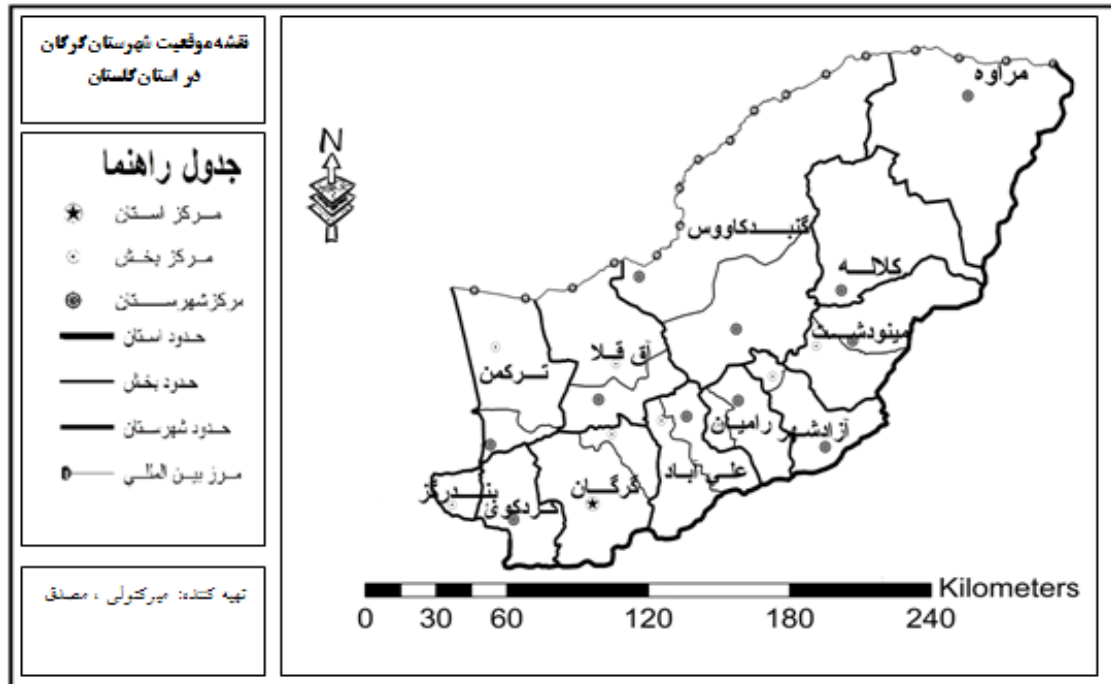 نقشه موقعیت شهرستان گرگان
در استان گلستان
جدول راهنما
مرکز استان
مرکز بخش
مرکز شهرستان
حدود استان
حدود بخش
حدود شهرستان
مرز بین المللی
تهیه کننده: میرکتولی ، مصدق
N
مراوه
گنبدکاووس
کلاله
مینودشت
آق قلا
ترکمن
رامیان
آزادشهر
علی آباد
گرگان
بندرگز
کردکوی
Kilometers
0 30 60 120 180 240